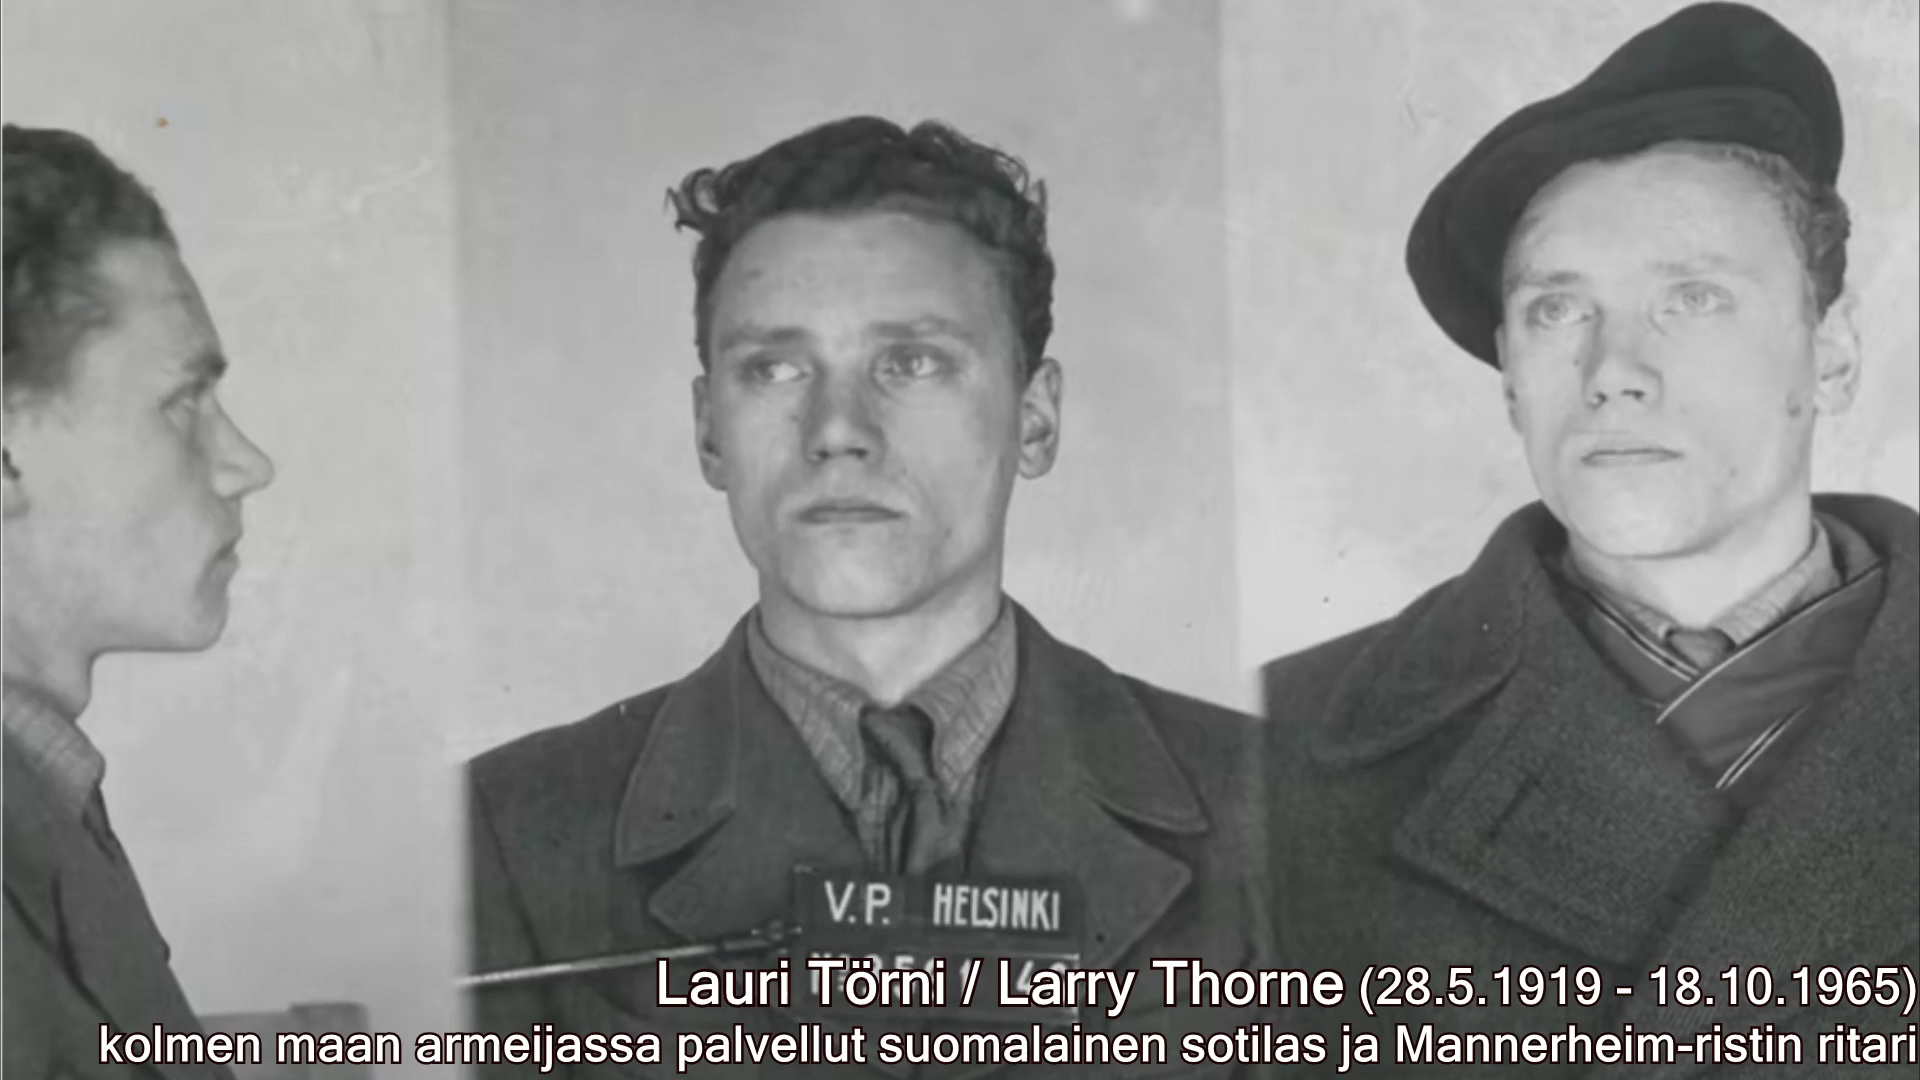 V.P. HELSINKI
Lauri Törni / Larry Thorne (28.5.1919 - 18.10.1965)
kolmen maan armeijassa palvellut suomalainen sotilas ja Mannerheim-ristin ritari